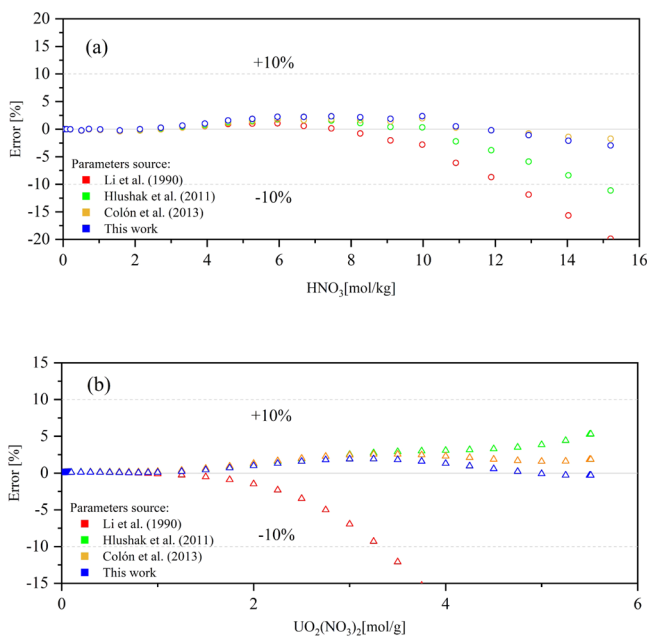 20
15
10
5
0
-5
-10
-15
-20
Error [%]
(a)
+10%
-10%
Parameters source:
Li et al. (1990)
Hlushak et al. (2011)
Colón et al. (2013)
This work
0 2 4 6 8 10 12 14 16
HNO₃[mol/kg]
15
10
5
0
-5
-10
-15
Error [%]
(b)
+10%
-10%
Parameters source:
Li et al. (1990)
Hlushak et al. (2011)
Colón et al. (2013)
This work
0 2 4 6
UO₂(NO₃)₂[mol/g]